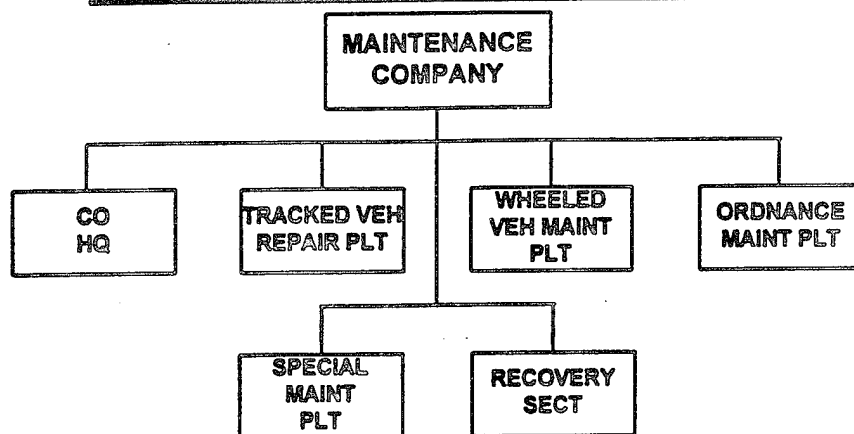 MAINTENANCE
COMPANY
CO
HQ
TRACKED VEH
REPAIR PLT
WHEELED
VEH MAINT
PLT
ORDNANCE
MAINT PLT
SPECIAL
MAINT
PLT
RECOVERY
SECT